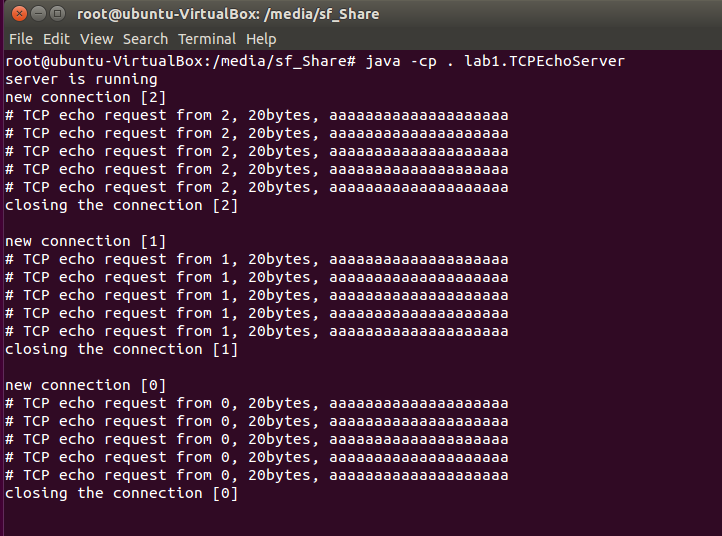 root@ubuntu-VirtualBox: /media/sf_Share
File Edit View Search Terminal Help
root@ubuntu-VirtualBox:/media/sf_Share# java -cp . lab1.TCPEchoServer
server is running
new connection [2]
# TCP echo request from 2, 20bytes, aaaaaaaaaaaaaaaaaaaa
# TCP echo request from 2, 20bytes, aaaaaaaaaaaaaaaaaaaa
# TCP echo request from 2, 20bytes, aaaaaaaaaaaaaaaaaaaa
# TCP echo request from 2, 20bytes, aaaaaaaaaaaaaaaaaaaa
# TCP echo request from 2, 20bytes, aaaaaaaaaaaaaaaaaaaa
closing the connection [2]
new connection [1]
# TCP echo request from 1, 20bytes, aaaaaaaaaaaaaaaaaaaa
# TCP echo request from 1, 20bytes, aaaaaaaaaaaaaaaaaaaa
# TCP echo request from 1, 20bytes, aaaaaaaaaaaaaaaaaaaa
# TCP echo request from 1, 20bytes, aaaaaaaaaaaaaaaaaaaa
# TCP echo request from 1, 20bytes, aaaaaaaaaaaaaaaaaaaa
closing the connection [1]
new connection [0]
# TCP echo request from 0, 20bytes, aaaaaaaaaaaaaaaaaaaa
# TCP echo request from 0, 20bytes, aaaaaaaaaaaaaaaaaaaa
# TCP echo request from 0, 20bytes, aaaaaaaaaaaaaaaaaaaa
# TCP echo request from 0, 20bytes, aaaaaaaaaaaaaaaaaaaa
# TCP echo request from 0, 20bytes, aaaaaaaaaaaaaaaaaaaa
closing the connection [0]